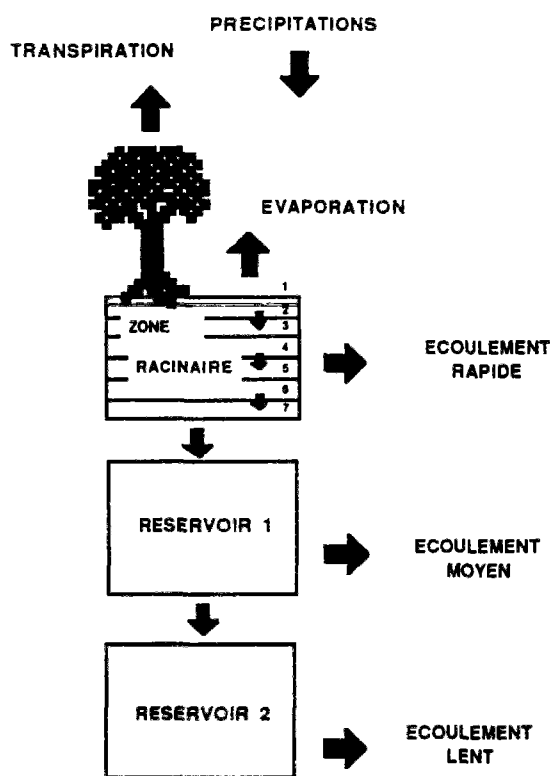 PRECIPITATIONS
TRANSPIRATION
EVAPORATION
1
2
ZONE
3
4
RACINAIRE
5
6
7
ECOULEMENT
RAPIDE
RESERVOIR 1
ECOULEMENT
MOYEN
RESERVOIR 2
ECOULEMENT
LENT